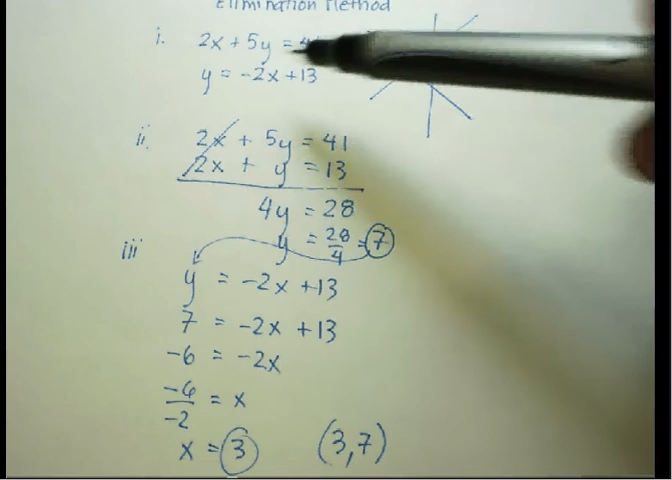 Elimination Method
i. 2x + 5y = 4
y = -2x + 13
ii. 2x + 5y = 41
2x + y = 13
4y = 28
y = 28/4 = 7
iii
y = -2x + 13
7 = -2x + 13
-6 = -2x
-6/-2 = x
x = 3 (3,7)